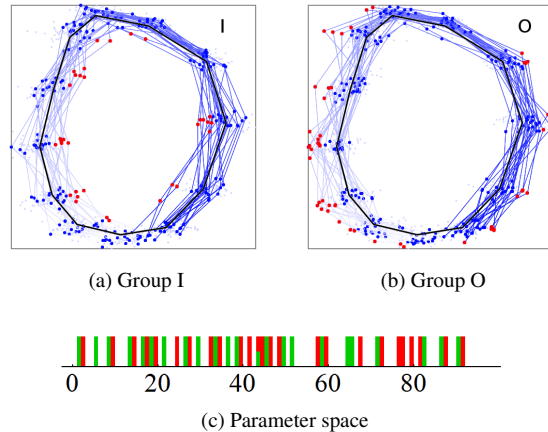 I
O
(a) Group I
(b) Group O
0 20 40 60 80
(c) Parameter space